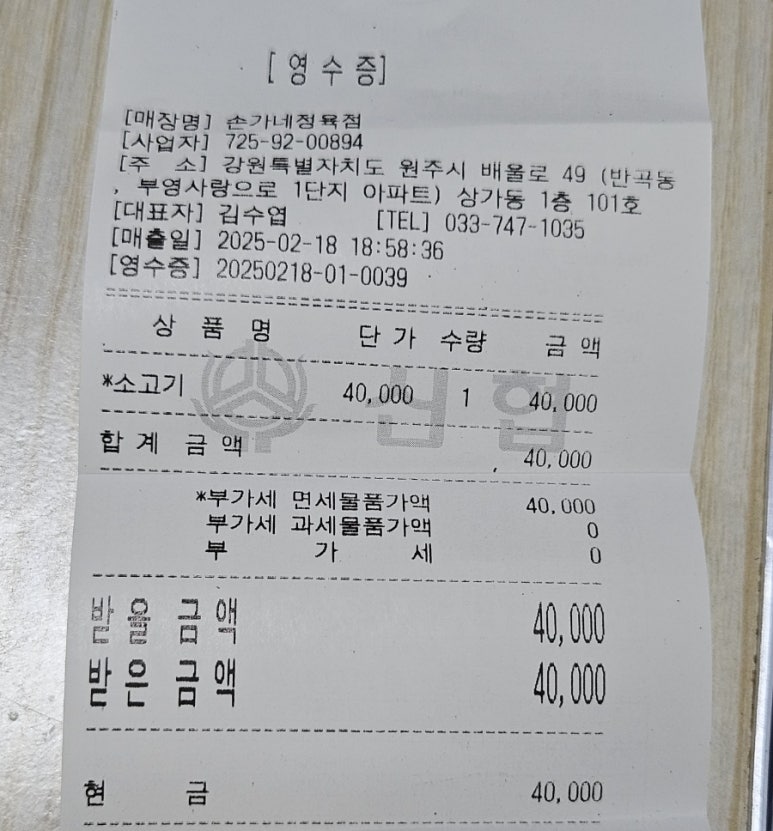 [ 영 수 증]
[매장명] 손가네정육점
[사업자] 725-92-00894
[주 소] 강원특별자치도 원주시 배울로 49 (반곡동
, 부영사랑으로 1단지 아파트) 상가동 1층 101호
[대표자] 김수엽 [TEL] 033-747-1035
[매출일] 2025-02-18 18:58:36
[영수증] 20250218-01-0039
상 품 명 단 가 수량 금 액
*소고기 40,000 1 40,000
신협
합 계 금 액 40,000
*부가세 면세물품가액 40,000
부가세 과세물품가액 0
부 가 세 0
받을 금액 40,000
받은 금액 40,000
현 금 40,000